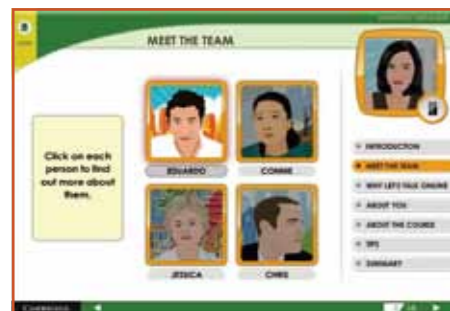 B
MEET THE TEAM
Click on each
person to find
out more about
them.
EDUARDO
CONNIE
JESSICA
CHRIS
INTRODUCTION
MEET THE TEAM
WHY LET'S TALK ONLINE
ABOUT YOU
ABOUT THE COURSE
TIPS
SUMMARY